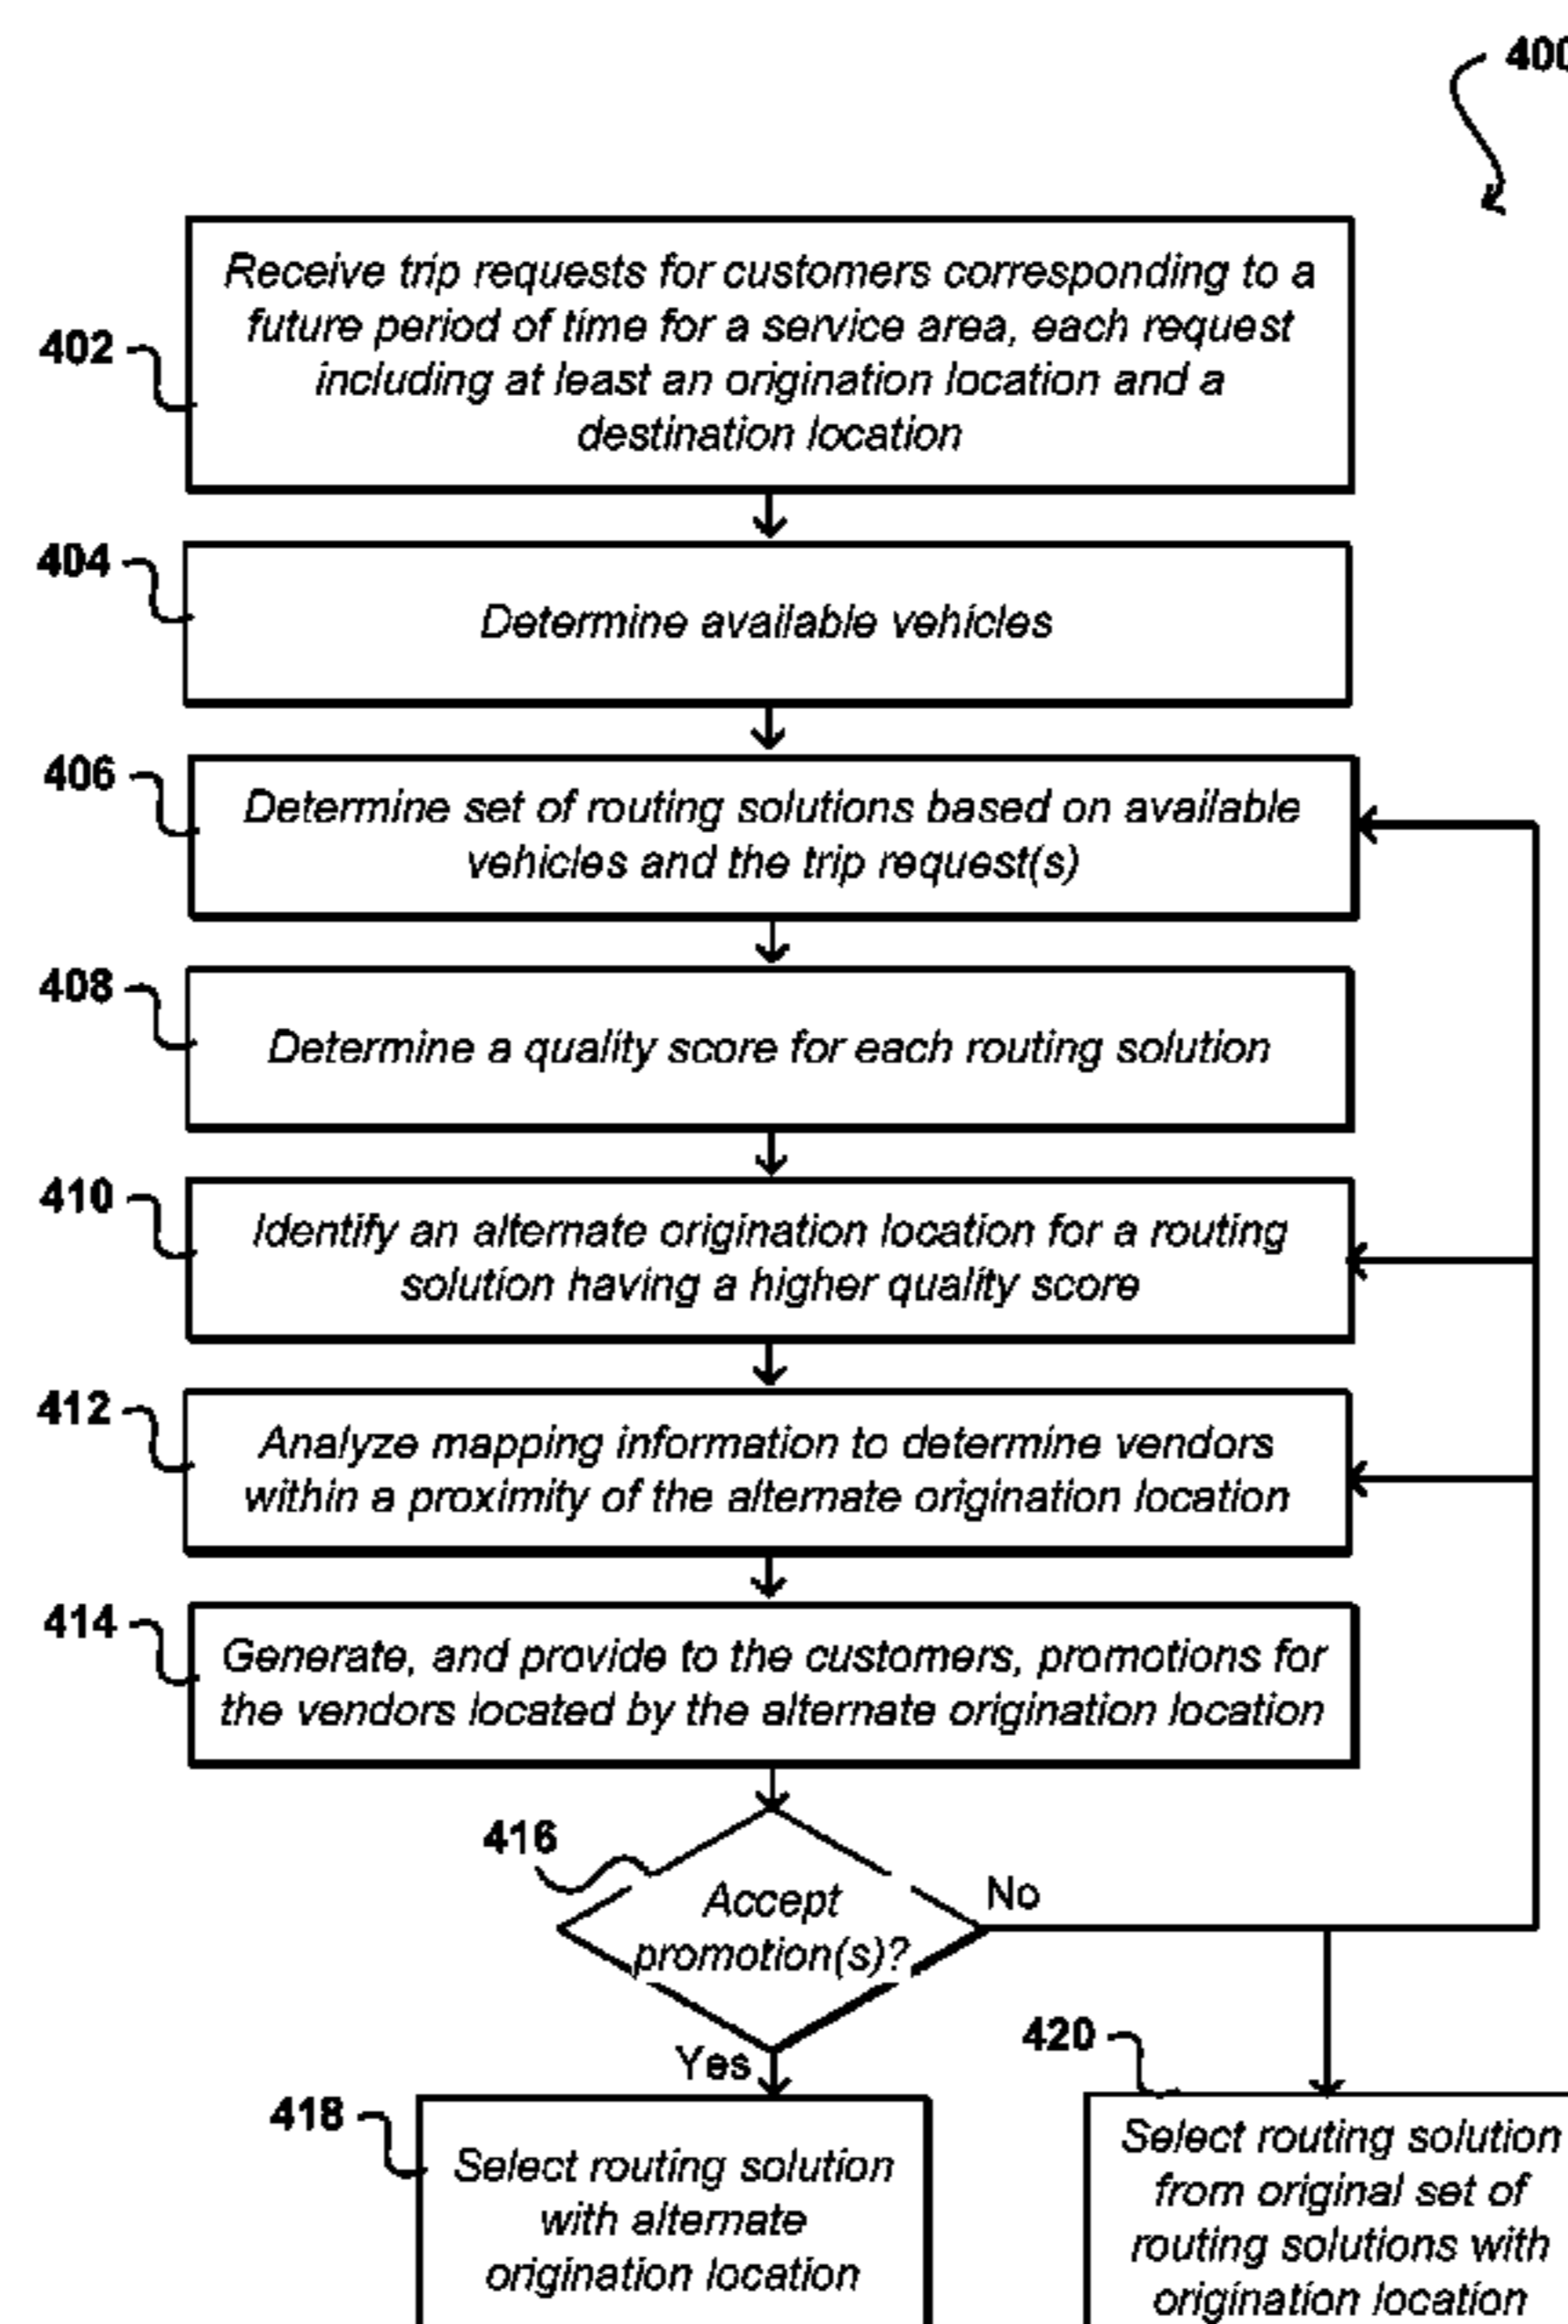 400
Receive trip requests for customers corresponding to a
future period of time for a service area, each request
including at least an origination location and a
destination location
402
404
Determine available vehicles
406
Determine set of routing solutions based on available
vehicles and the trip request(s)
408
Determine a quality score for each routing solution
410
Identify an alternate origination location for a routing
solution having a higher quality score
412
Analyze mapping information to determine vendors
within a proximity of the alternate origination location
414
Generate, and provide to the customers, promotions for
the vendors located by the alternate origination location
416
Accept
promotion(s)?
No
Yes
418
Select routing solution
with alternate
origination location
420
Select routing solution
from original set of
routing solutions with
origination location